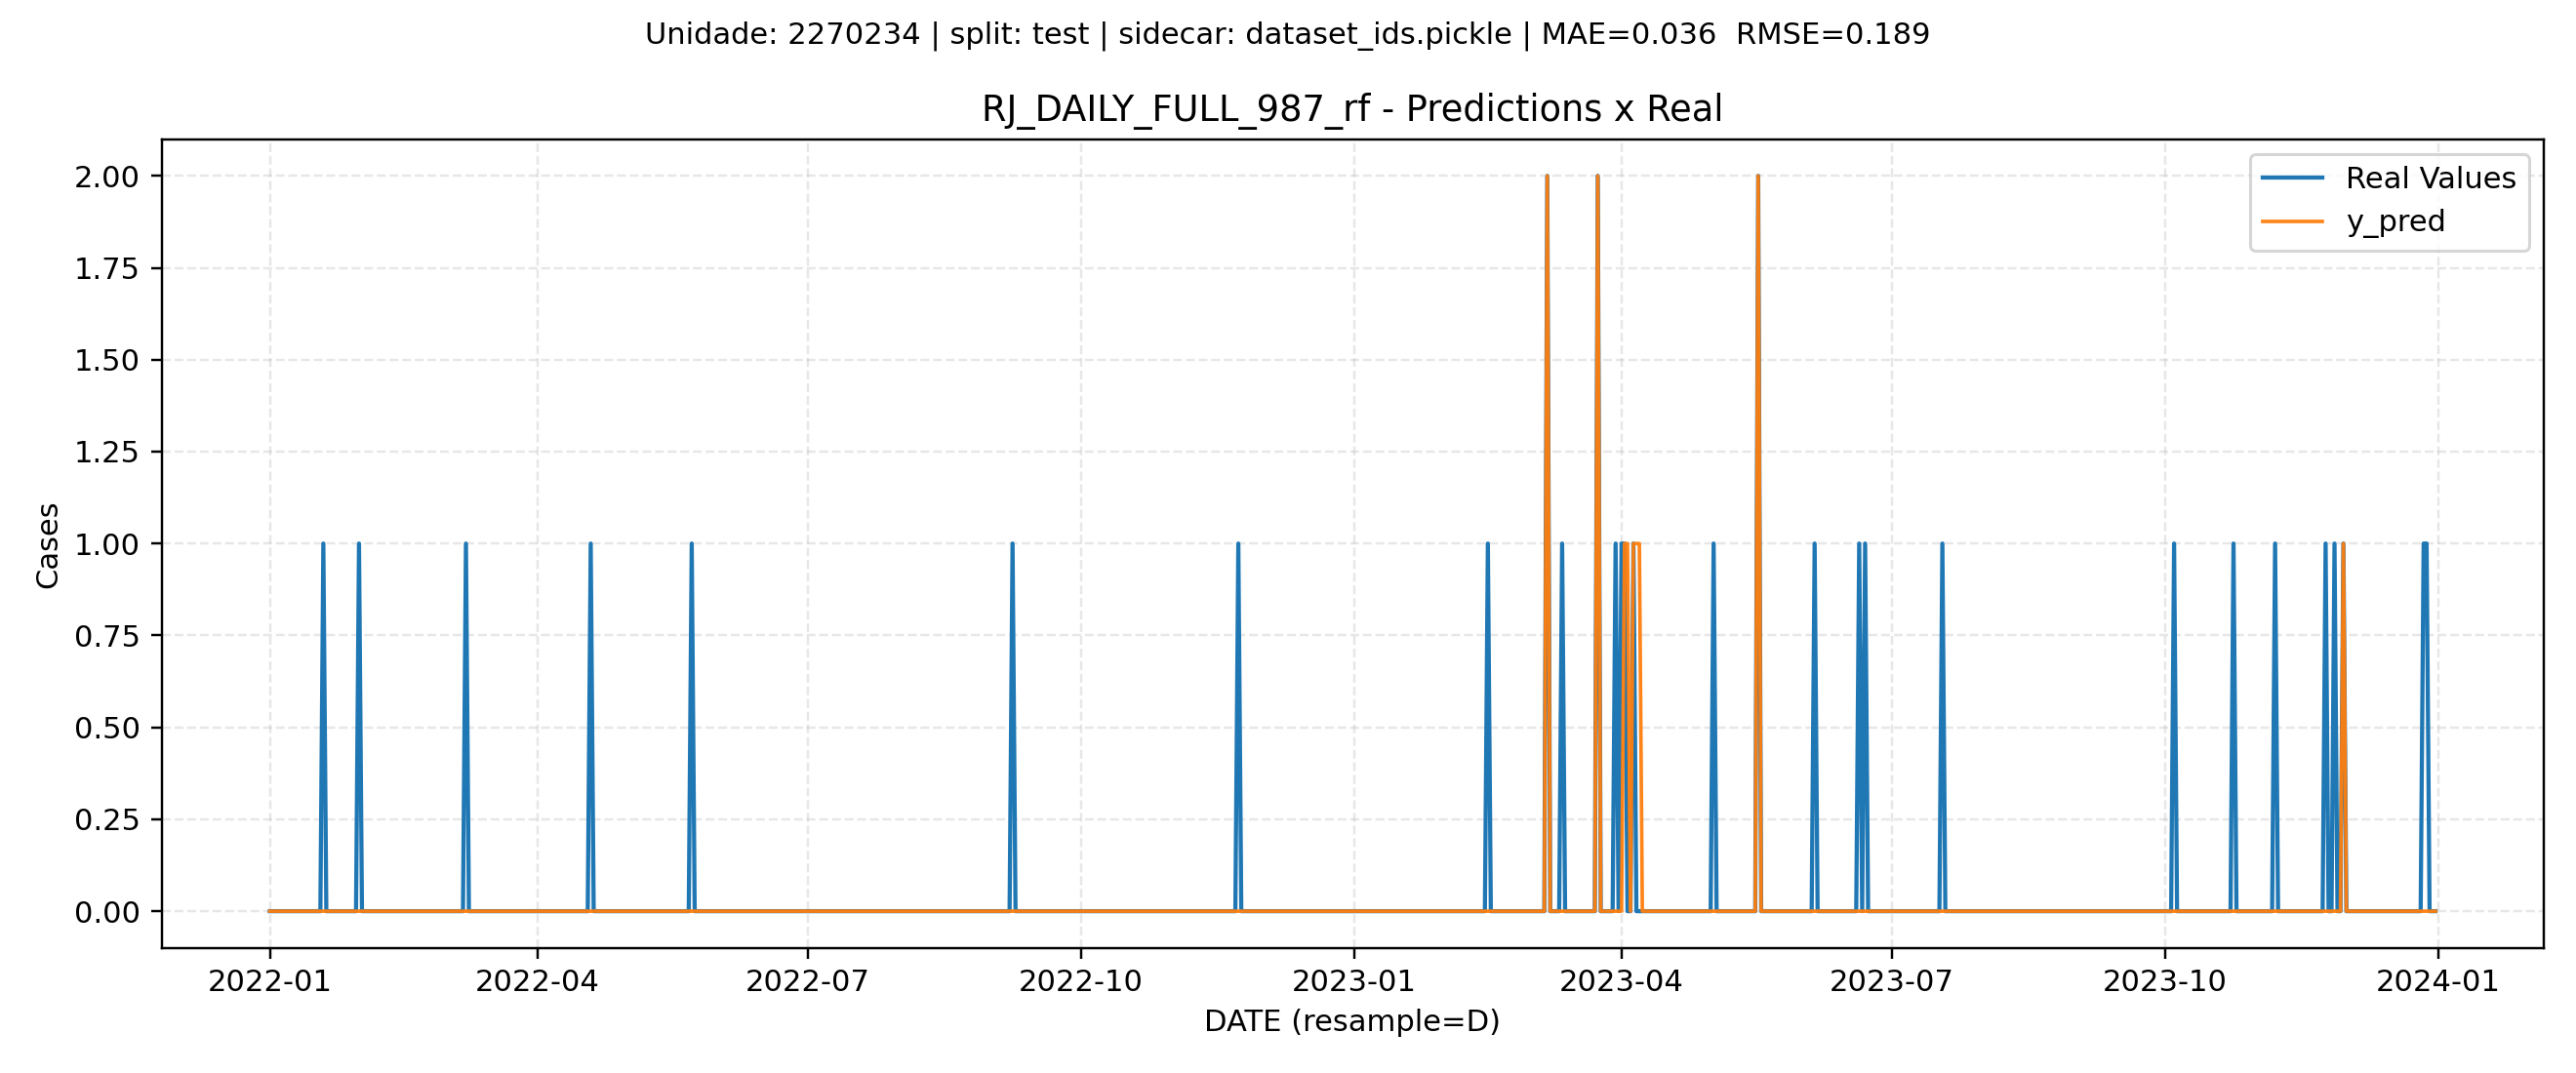 Unidade: 2270234 | split: test | sidecar: dataset_ids.pickle | MAE=0.036  RMSE=0.189
RJ_DAILY_FULL_987_rf - Predictions x Real
Real Values
y_pred
2.00
1.75
1.50
1.25
1.00
0.75
0.50
0.25
0.00
Cases
2022-01 2022-04 2022-07 2022-10 2023-01 2023-04 2023-07 2023-10 2024-01
DATE (resample=D)